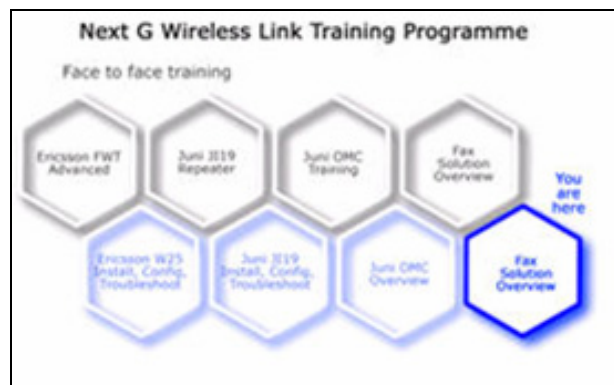 Next G Wireless Link Training Programme
Face to face training
Ericsson FWT
Advanced
Juni JI19
Repeater
Juni OMC
Training
Fax
Solution
Overview
You
are
here
Ericsson W25
Install, Config,
Troubleshoot
Juni JI19
Install, Config,
Troubleshoot
Juni OMC
Overview
Fax
Solution
Overview